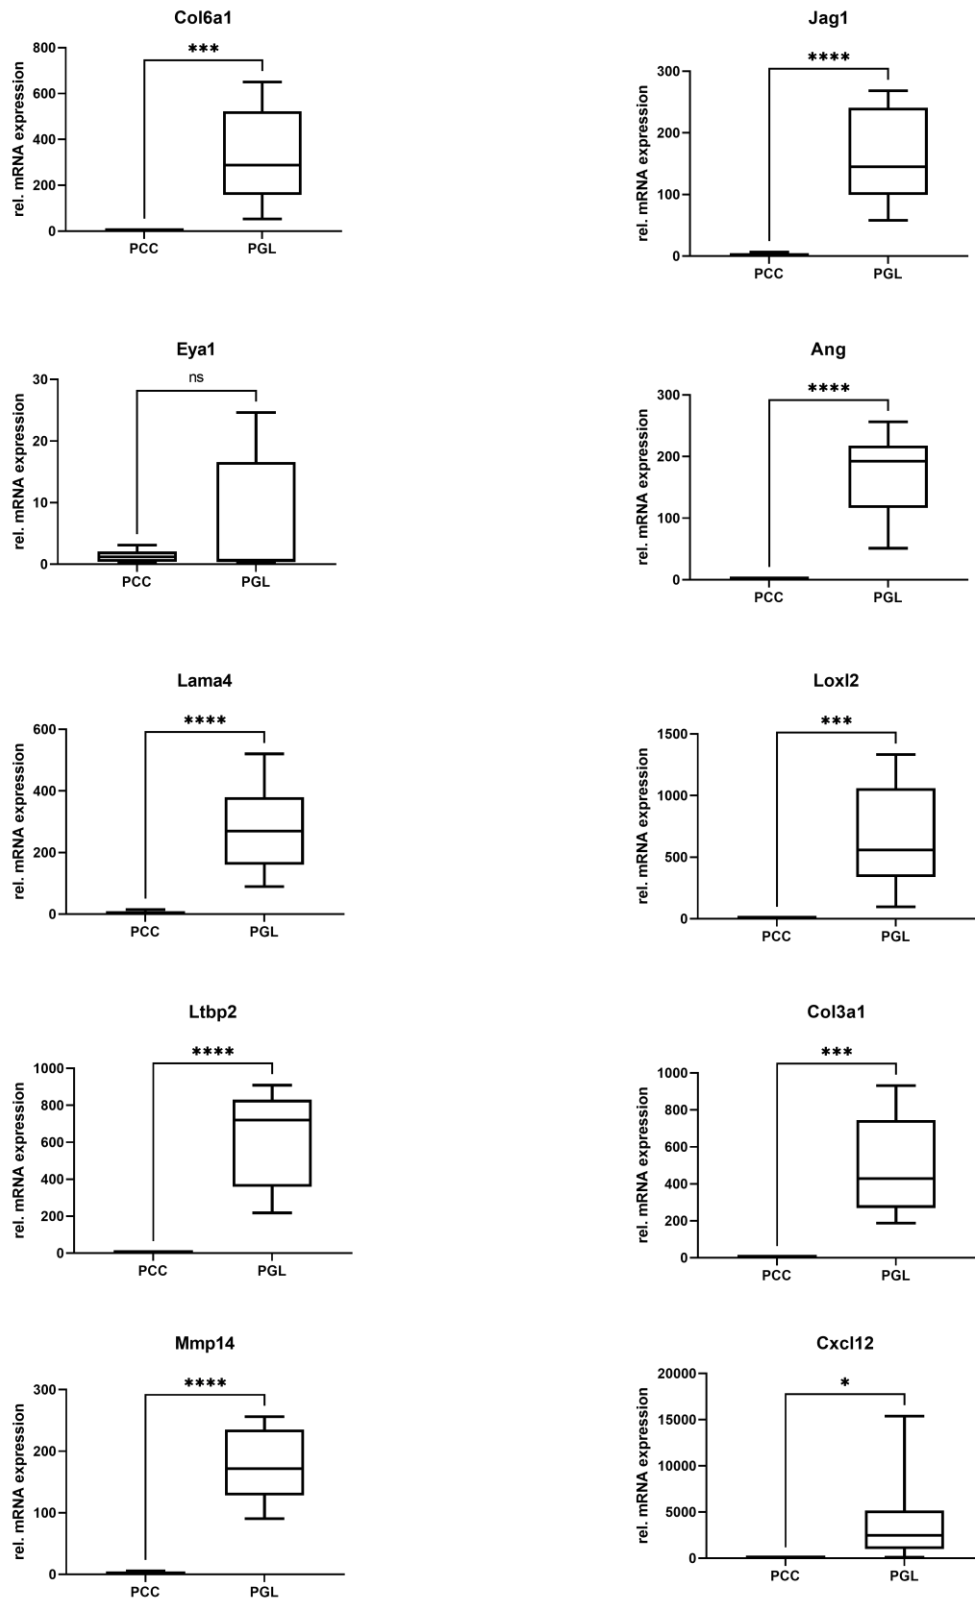 Col6a1
***
800
600
400
200
0
rel. mRNA expression
PCC PGL
Jag1
****
300
200
100
0
rel. mRNA expression
PCC PGL
Eya1
ns
30
20
10
0
rel. mRNA expression
PCC PGL
Ang
****
300
200
100
0
rel. mRNA expression
PCC PGL
Lama4
****
600
400
200
0
rel. mRNA expression
PCC PGL
Loxl2
***
1500
1000
500
0
rel. mRNA expression
PCC PGL
Ltbp2
****
1000
800
600
400
200
0
rel. mRNA expression
PCC PGL
Col3a1
***
1000
800
600
400
200
0
rel. mRNA expression
PCC PGL
Mmp14
****
300
200
100
0
rel. mRNA expression
PCC PGL
Cxcl12
*
20000
15000
10000
5000
0
rel. mRNA expression
PCC PGL